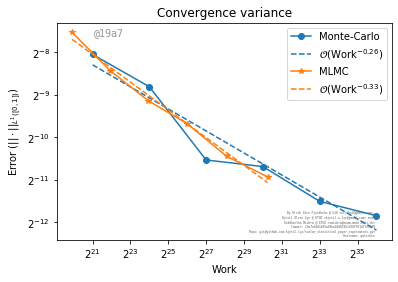 Convergence variance
@19a7
Monte-Carlo
𝒪(Work^−0.26)
MLMC
𝒪(Work^−0.33)
Error (||·||_L¹([0,1]))
2^−8
2^−9
2^−10
2^−11
2^−12
2^21
2^23
2^25
2^27
2^29
2^31
2^33
2^35
Work